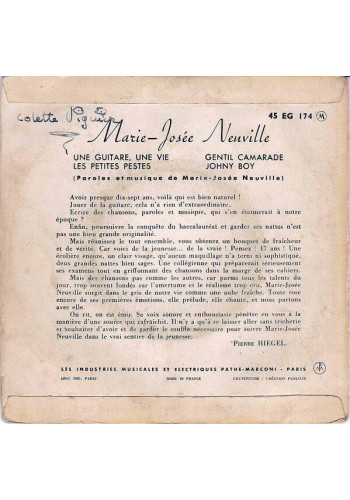 45 EG 174 M
Colette
Marie-Josée Neuville
UNE GUITARE, UNE VIE GENTIL CAMARADE
LES PETITES PESTES JOHNY BOY
(Paroles et musique de Marie-Josée Neuville)
Avoir presque dix-sept ans, voilà qui est bien naturel !
Jouer de la guitare, cela n'a rien d'extraordinaire.
Ecrire des chansons, paroles et musique, qui s'en étonnerait à notre
époque ?
Enfin, poursuivre la conquête du baccalauréat et garder ses nattes n'est
pas une bien grande originalité.
Mais réunissez le tout ensemble, vous obtenez un bouquet de fraîcheur
et de vérité. Car voici de la jeunesse... de la vraie ! Pensez ! 17 ans ! Une
écolière encore, un clair visage, qu'aucun maquillage n'a terni ni sophistiqué,
deux grandes nattes bien sages. Une collégienne préparerait sérieusement
ses examens tout en griffonnant des chansons dans la marge de ses cahiers.
Mais quelles chansons et comme personnelles ! Parmi tous les talents du
jour, trop souvent fondés sur l'amertume et le réalisme trop cru, Marie-Josée
Neuville surgit dans le gris de notre vie comme une aube naïve. Toute rose
encore de ses premières émotions, elle prélude, elle chante, et nous partons
avec elle.
On rit, on est ému. Sa voix sonore et enthousiaste pénètre en vous à la
manière d'une source qui rafraîchit. Il n'y a qu'à se laisser aller sans tricherie
et souhaiter d'avoir et de garder le souffle nécessaire pour suivre Marie-Josée
Neuville dans le vrai sentier de la jeunesse.
Pierre HIEGEL.
LES INDUSTRIES MUSICALES ET ELECTRIQUES PATHE-MARCONI - PARIS
MADE IN FRANCE